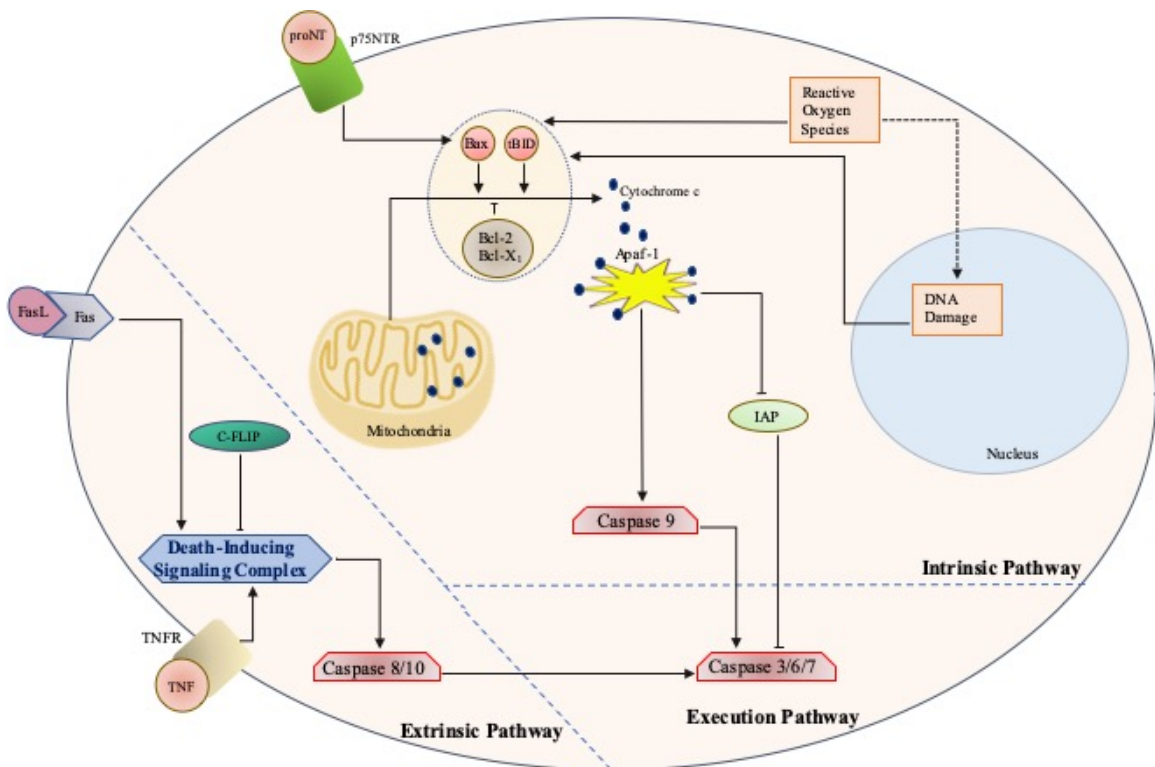 proNT
p75NTR
Reactive
Oxygen
Species
Bax
tBID
Cytochrome c
Bcl-2
Bcl-X₁
Apaf-1
FasL
Fas
DNA
Damage
Mitochondria
IAP
C-FLIP
Nucleus
Caspase 9
Death-Inducing
Signaling Complex
Intrinsic Pathway
TNFR
TNF
Caspase 8/10
Caspase 3/6/7
Extrinsic Pathway
Execution Pathway